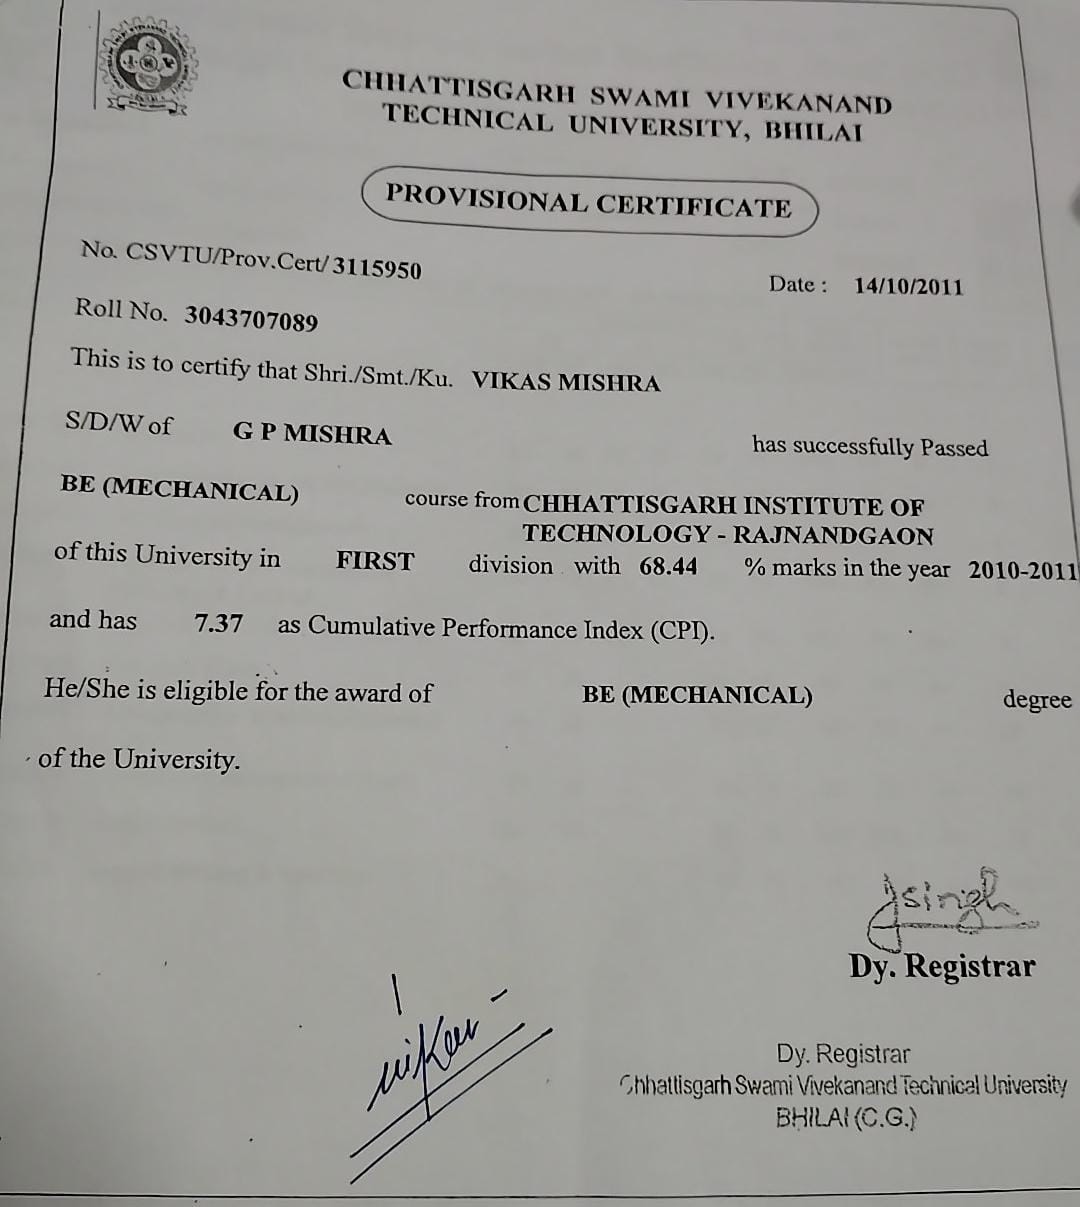 CHHATTISGARH SWAMI VIVEKANAND
TECHNICAL UNIVERSITY, BHILAI
PROVISIONAL CERTIFICATE
No. CSVTU/Prov.Cert/ 3115950
Date : 14/10/2011
Roll No. 3043707089
This is to certify that Shri./Smt./Ku. VIKAS MISHRA
S/D/W of G P MISHRA has successfully Passed
BE (MECHANICAL) course from CHHATTISGARH INSTITUTE OF
TECHNOLOGY - RAJNANDGAON
of this University in FIRST division with 68.44 % marks in the year 2010-2011
and has 7.37 as Cumulative Performance Index (CPI).
He/She is eligible for the award of BE (MECHANICAL) degree
of the University.
Jsingh
Dy. Registrar
Dy. Registrar
Chhattisgarh Swami Vivekanand Technical University
BHILAI (C.G.)